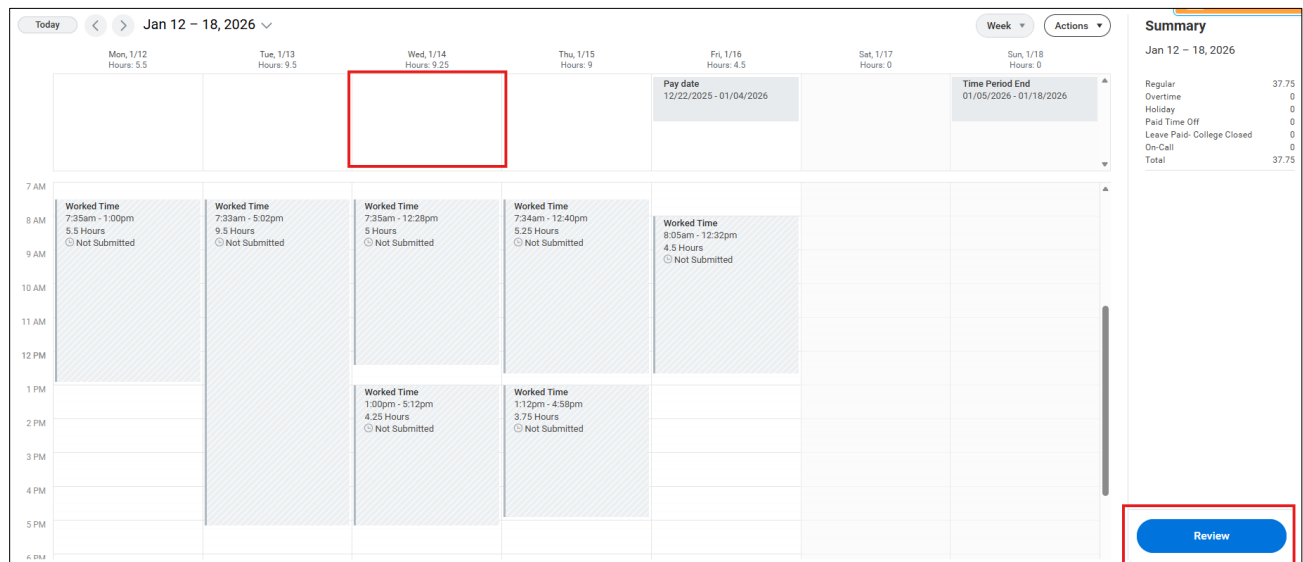 Today
Jan 12 – 18, 2026
Week
Actions
Mon, 1/12
Hours: 5.5
Tue, 1/13
Hours: 9.5
Wed, 1/14
Hours: 9.25
Thu, 1/15
Hours: 9
Fri, 1/16
Hours: 4.5
Sat, 1/17
Hours: 0
Sun, 1/18
Hours: 0
Pay date
12/22/2025 - 01/04/2026
Time Period End
01/05/2026 - 01/18/2026
7 AM
8 AM
9 AM
10 AM
11 AM
12 PM
1 PM
2 PM
3 PM
4 PM
5 PM
6 PM
Worked Time
7:35am - 1:00pm
5.5 Hours
Not Submitted
Worked Time
7:33am - 5:02pm
9.5 Hours
Not Submitted
Worked Time
7:35am - 12:28pm
5 Hours
Not Submitted
Worked Time
1:00pm - 5:12pm
4.25 Hours
Not Submitted
Worked Time
7:34am - 12:40pm
5.25 Hours
Not Submitted
Worked Time
1:12pm - 4:58pm
3.75 Hours
Not Submitted
Worked Time
8:05am - 12:32pm
4.5 Hours
Not Submitted
Summary
Jan 12 – 18, 2026
Regular 37.75
Overtime 0
Holiday 0
Paid Time Off 0
Leave Paid- College Closed 0
On-Call 0
Total 37.75
Review